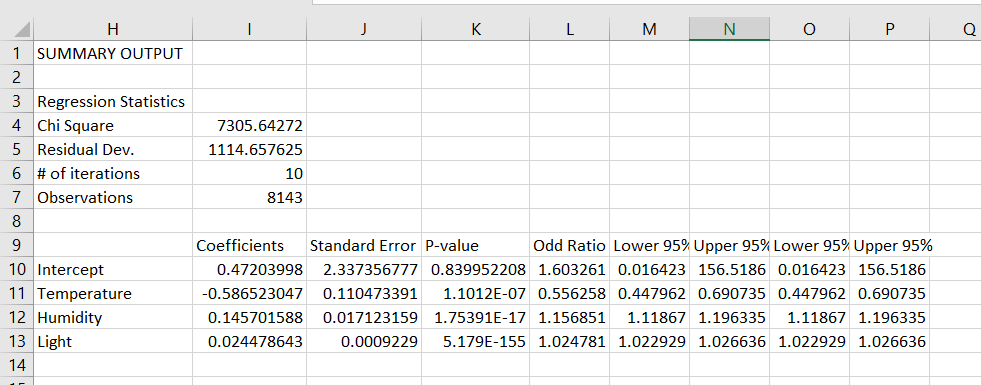 H I J K L M N O P Q
1 SUMMARY OUTPUT
2
3 Regression Statistics
4 Chi Square 7305.64272
5 Residual Dev. 1114.657625
6 # of iterations 10
7 Observations 8143
8
9 Coefficients Standard Error P-value Odd Ratio Lower 95% Upper 95% Lower 95% Upper 95%
10 Intercept 0.47203998 2.337356777 0.839952208 1.603261 0.016423 156.5186 0.016423 156.5186
11 Temperature -0.586523047 0.110473391 1.1012E-07 0.556258 0.447962 0.690735 0.447962 0.690735
12 Humidity 0.145701588 0.017123159 1.75391E-17 1.156851 1.11867 1.196335 1.11867 1.196335
13 Light 0.024478643 0.0009229 5.179E-155 1.024781 1.022929 1.026636 1.022929 1.026636
14